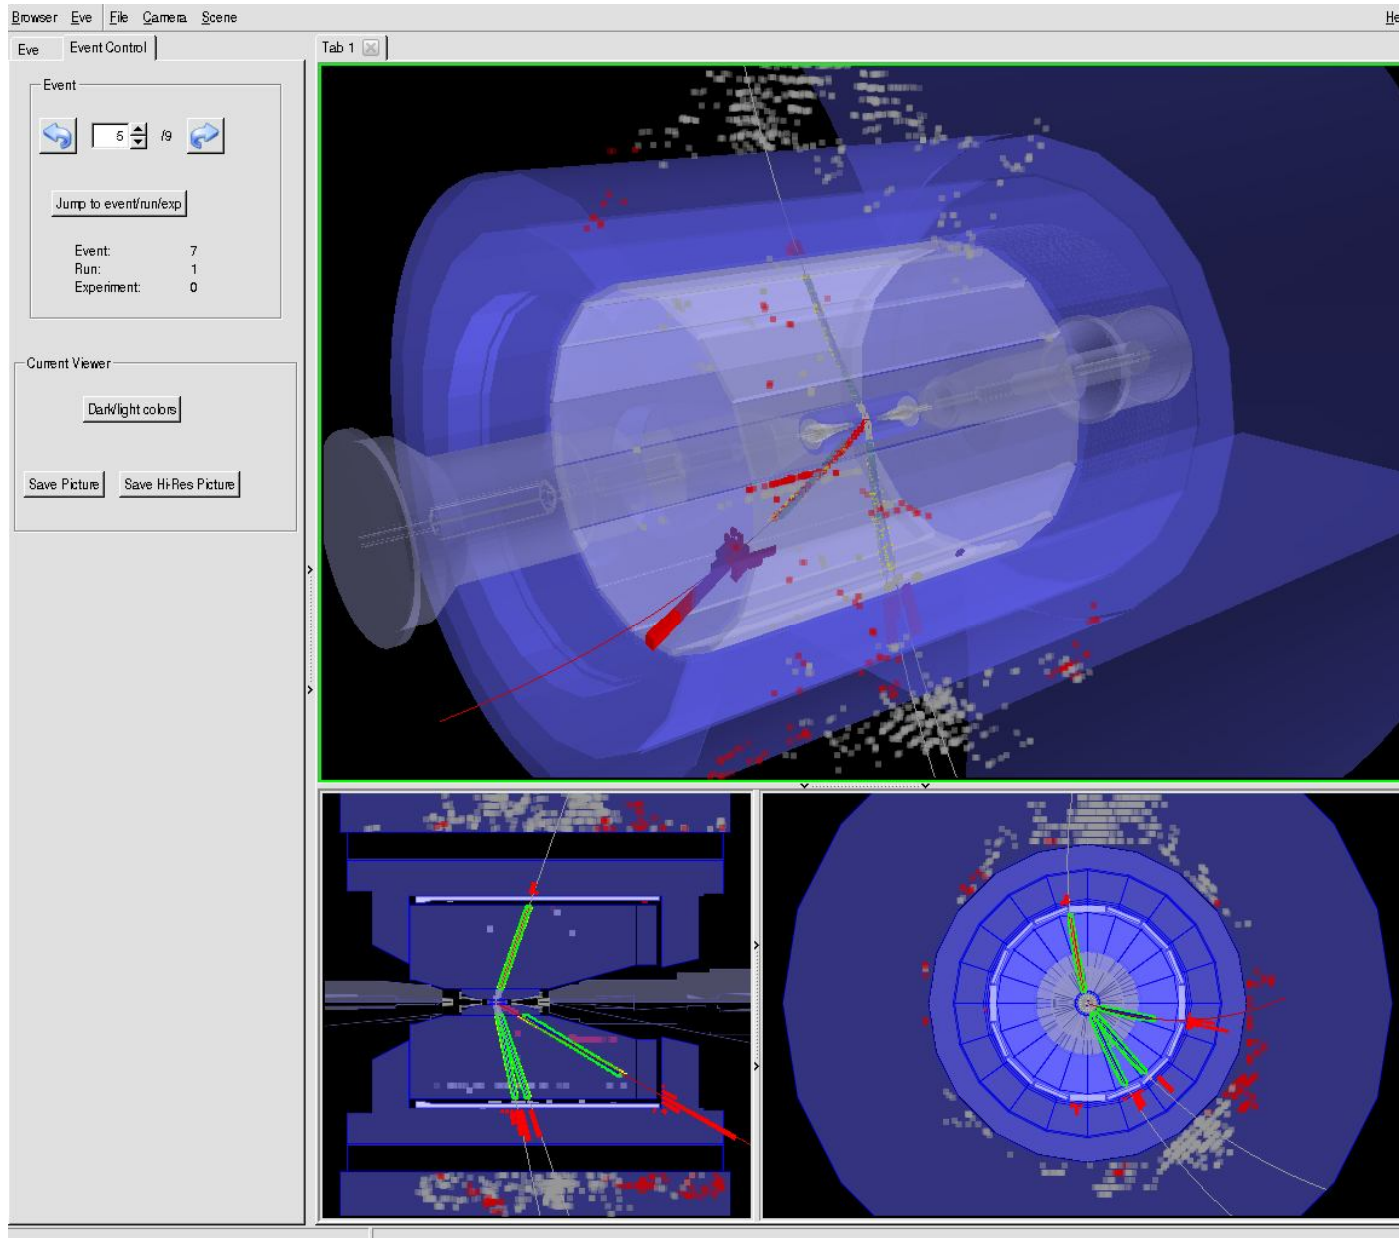 Browser Eve File Camera Scene He
Eve Event Control Tab 1
Event
5 /9
Jump to event/run/exp
Event: 7
Run: 1
Experiment: 0
Current Viewer
Dark/light colors
Save Picture Save Hi-Res Picture